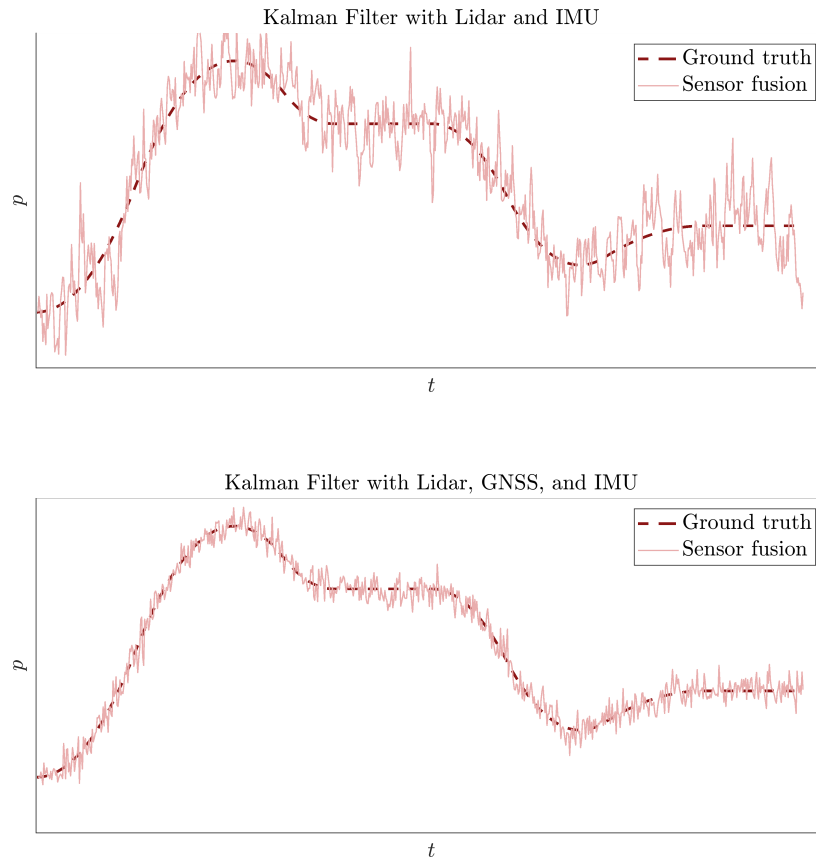 Kalman Filter with Lidar and IMU
Ground truth
Sensor fusion
p
t
Kalman Filter with Lidar, GNSS, and IMU
Ground truth
Sensor fusion
p
t